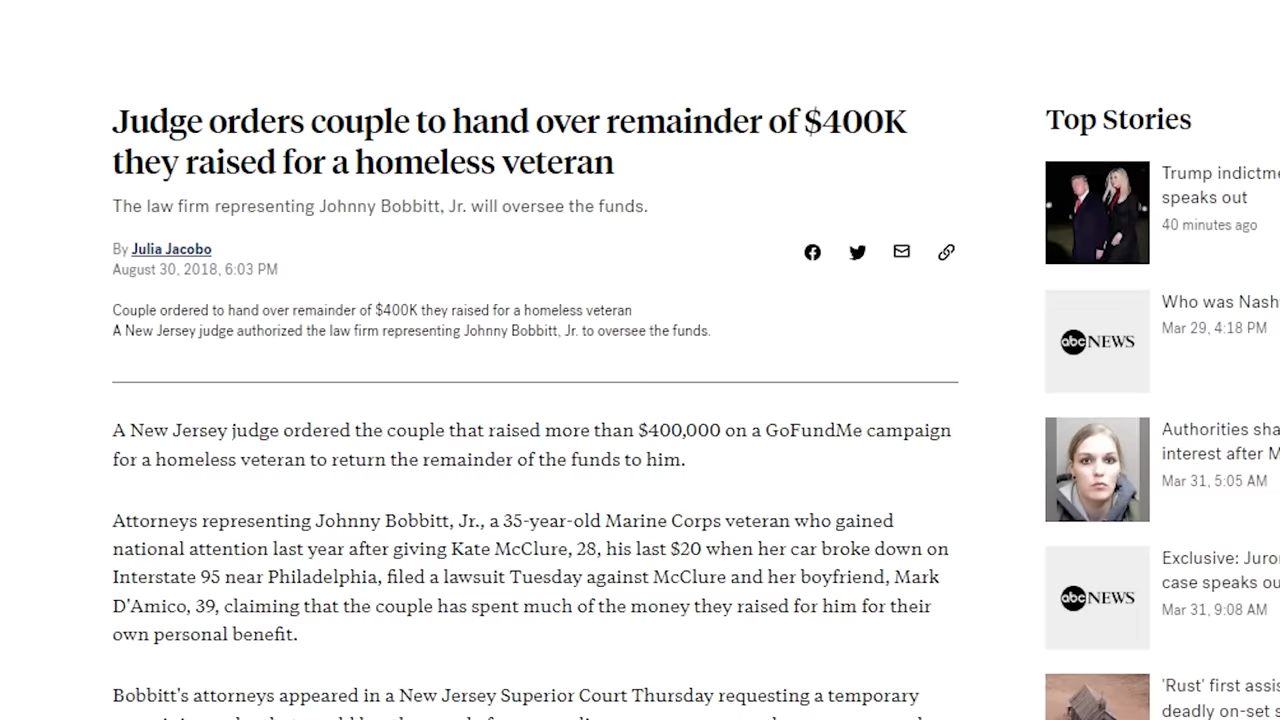 Judge orders couple to hand over remainder of $400K
they raised for a homeless veteran
The law firm representing Johnny Bobbitt, Jr. will oversee the funds.
By Julia Jacobo
August 30, 2018, 6:03 PM
Couple ordered to hand over remainder of $400K they raised for a homeless veteran
A New Jersey judge authorized the law firm representing Johnny Bobbitt, Jr. to oversee the funds.
A New Jersey judge ordered the couple that raised more than $400,000 on a GoFundMe campaign
for a homeless veteran to return the remainder of the funds to him.
Attorneys representing Johnny Bobbitt, Jr., a 35-year-old Marine Corps veteran who gained
national attention last year after giving Kate McClure, 28, his last $20 when her car broke down on
Interstate 95 near Philadelphia, filed a lawsuit Tuesday against McClure and her boyfriend, Mark
D'Amico, 39, claiming that the couple has spent much of the money they raised for him for their
own personal benefit.
Bobbitt's attorneys appeared in a New Jersey Superior Court Thursday requesting a temporary
Top Stories
Trump indictme
speaks out
40 minutes ago
abc NEWS
Who was Nash
Mar 29, 4:18 PM
Authorities sha
interest after M
Mar 31, 5:05 AM
abc NEWS
Exclusive: Juro
case speaks ou
Mar 31, 9:08 AM
'Rust' first assis
deadly on-set s